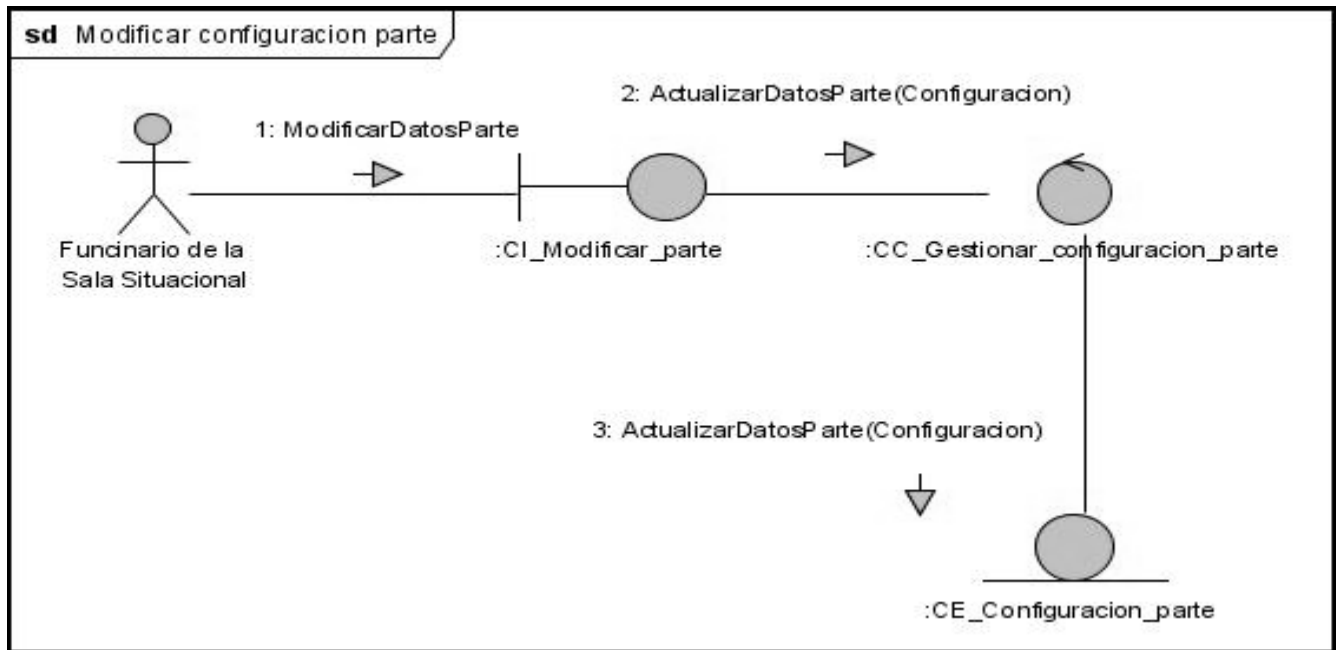 sd Modificar configuracion parte
2: ActualizarDatosParte(Configuracion)
1: ModificarDatosParte
Funcinario de la
Sala Situacional
:CI_Modificar_parte
:CC_Gestionar_configuracion_parte
3: ActualizarDatosParte(Configuracion)
:CE_Configuracion_parte